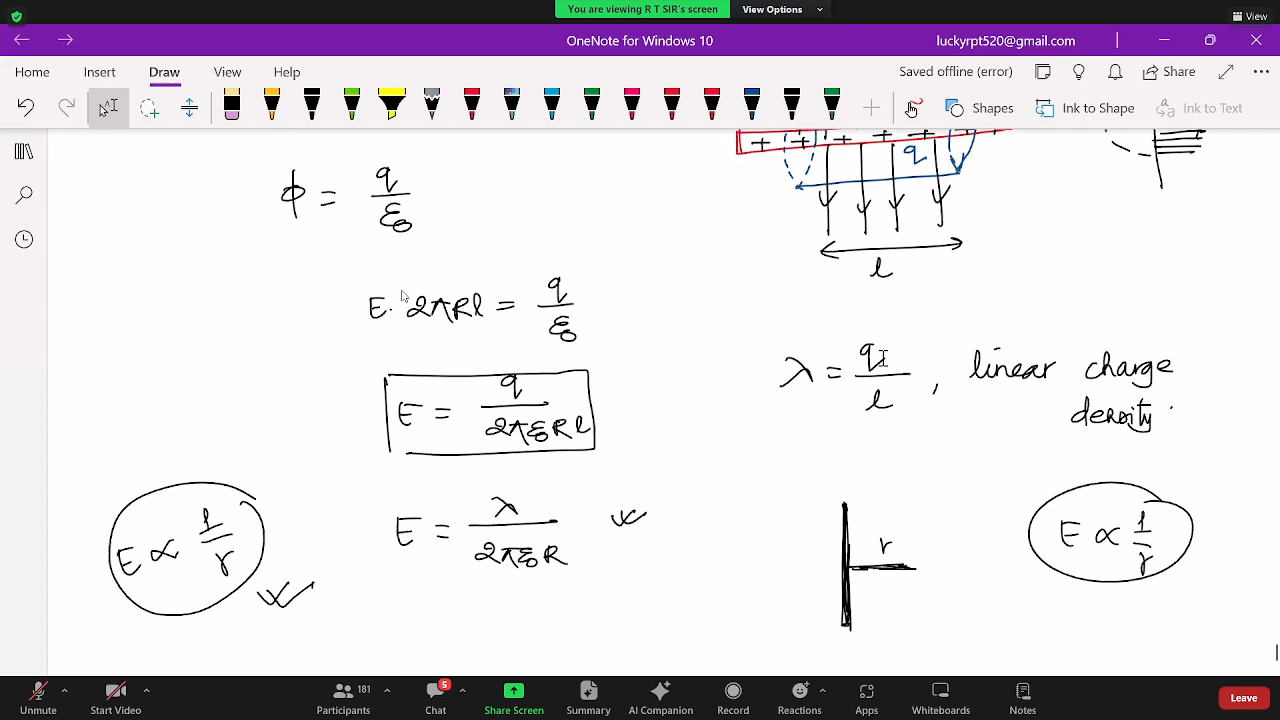 You are viewing R T SIR's screen
View Options
View
OneNote for Windows 10
luckyrpt520@gmail.com
Home Insert Draw View Help
Saved offline (error)
Share
Shapes
Ink to Shape
Ink to Text
+ + + + +
q
l
ϕ = q/ε₀
E. 2πRl = q/ε₀
λ = q/l , linear charge
density.
E = q/2πε₀Rl
E = λ/2πε₀R
E ∝ 1/r
r
E ∝ 1/r
Unmute
Start Video
181
Participants
5
Chat
Share Screen
Summary
AI Companion
Record
Reactions
Apps
Whiteboards
Notes
Leave